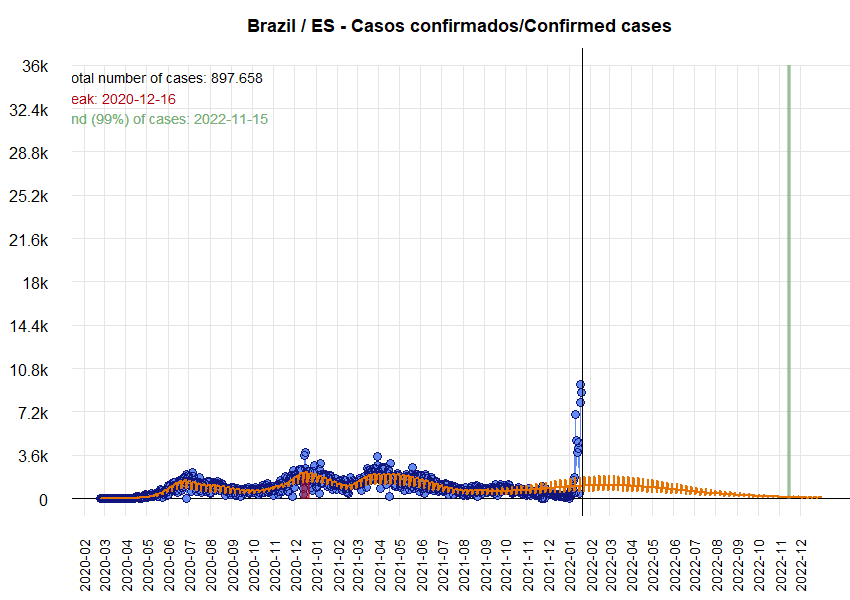 Brazil / ES - Casos confirmados/Confirmed cases
36k
32.4k
28.8k
25.2k
21.6k
18k
14.4k
10.8k
7.2k
3.6k
0
otal number of cases: 897.658
eak: 2020-12-16
nd (99%) of cases: 2022-11-15
2020-02
2020-03
2020-04
2020-05
2020-06
2020-07
2020-08
2020-09
2020-10
2020-11
2020-12
2021-01
2021-02
2021-03
2021-04
2021-05
2021-06
2021-07
2021-08
2021-09
2021-10
2021-11
2021-12
2022-01
2022-02
2022-03
2022-04
2022-05
2022-06
2022-07
2022-08
2022-09
2022-10
2022-11
2022-12